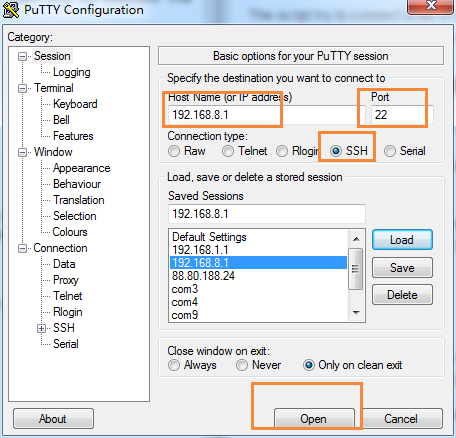 PuTTY Configuration
Category:
Session
Logging
Terminal
Keyboard
Bell
Features
Window
Appearance
Behaviour
Translation
Selection
Colours
Connection
Data
Proxy
Telnet
Rlogin
SSH
Serial
Basic options for your PuTTY session
Specify the destination you want to connect to
Host Name (or IP address) Port
192.168.8.1 22
Connection type:
Raw Telnet Rlogin SSH Serial
Load, save or delete a stored session
Saved Sessions
192.168.8.1
Default Settings
192.168.1.1
192.168.8.1
88.80.188.24
com3
com4
com9
Load
Save
Delete
Close window on exit:
Always Never Only on clean exit
About Open Cancel